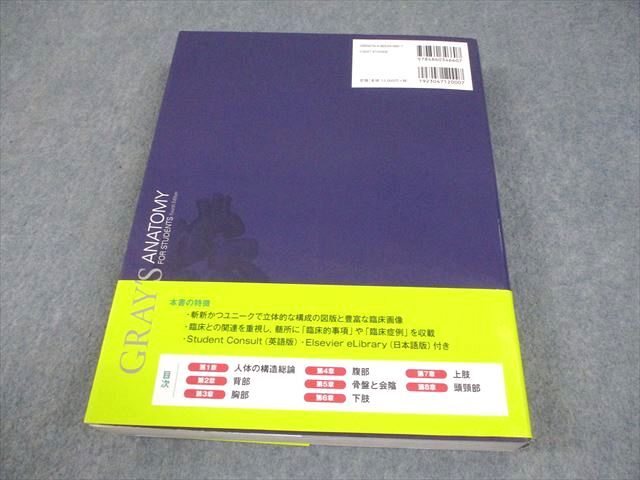 9784860346607
1923047120007
GRAY'S
ANATOMY
FOR STUDENTS Fourth Edition
本書の特徴
・斬新かつユニークで立体的な構成の図版と豊富な臨床画像
・臨床との関連を重視し，随所に「臨床的事項」や「臨床症例」を収載
・Student Consult（英語版）・Elsevier eLibrary（日本語版）付き
目次
第1章 人体の構造総論
第2章 背部
第3章 胸部
第4章 腹部
第5章 骨盤と会陰
第6章 下肢
第7章 上肢
第8章 頭頸部